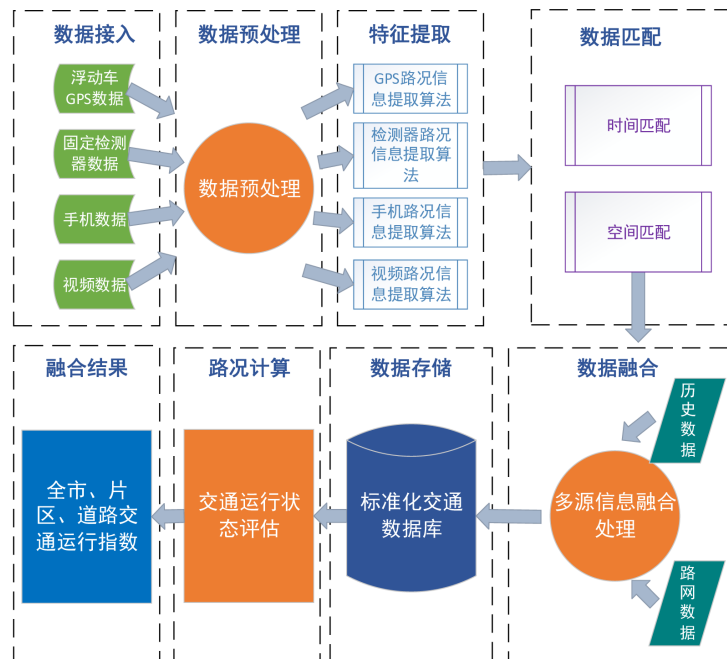 数据接入
浮动车
GPS数据
固定检测
器数据
手机数据
视频数据
数据预处理
数据预处理
特征提取
GPS路况信
息提取算法
检测器路况
信息提取算
法
手机路况信
息提取算法
视频路况信
息提取算法
数据匹配
时间匹配
空间匹配
融合结果
全市、片
区、道路交
通运行指数
路况计算
交通运行状
态评估
数据存储
标准化交通
数据库
数据融合
历
史
数
据
多源信息融合
处理
路
网
数
据